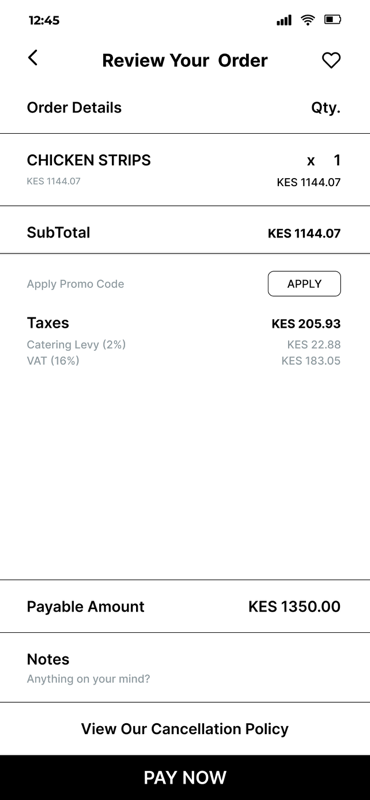 12:45
Review Your Order
Order Details Qty.
CHICKEN STRIPS x 1
KES 1144.07 KES 1144.07
SubTotal KES 1144.07
Apply Promo Code APPLY
Taxes KES 205.93
Catering Levy (2%) KES 22.88
VAT (16%) KES 183.05
Payable Amount KES 1350.00
Notes
Anything on your mind?
View Our Cancellation Policy
PAY NOW